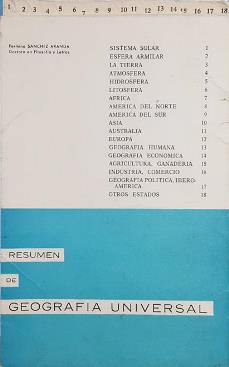 1 2 3 4 5 6 7 8 9 10 11 12 13 14 15 16 17 18
Fermina SANCHEZ ARANDA
Doctora en Filosofía y Letras
SISTEMA SOLAR 1
ESFERA ARMILAR 2
LA TIERRA 3
ATMOSFERA 4
HIDROSFERA 5
LITOSFERA 6
AFRICA 7
AMERICA DEL NORTE 8
AMERICA DEL SUR 9
ASIA 10
AUSTRALIA 11
EUROPA 12
GEOGRAFIA HUMANA 13
GEOGRAFIA ECONOMICA 14
AGRICULTURA, GANADERIA 15
INDUSTRIA, COMERCIO 16
GEOGRAFIA POLITICA, IBERO-
AMERICA 17
OTROS ESTADOS 18
RESUMEN
DE
GEOGRAFIA UNIVERSAL